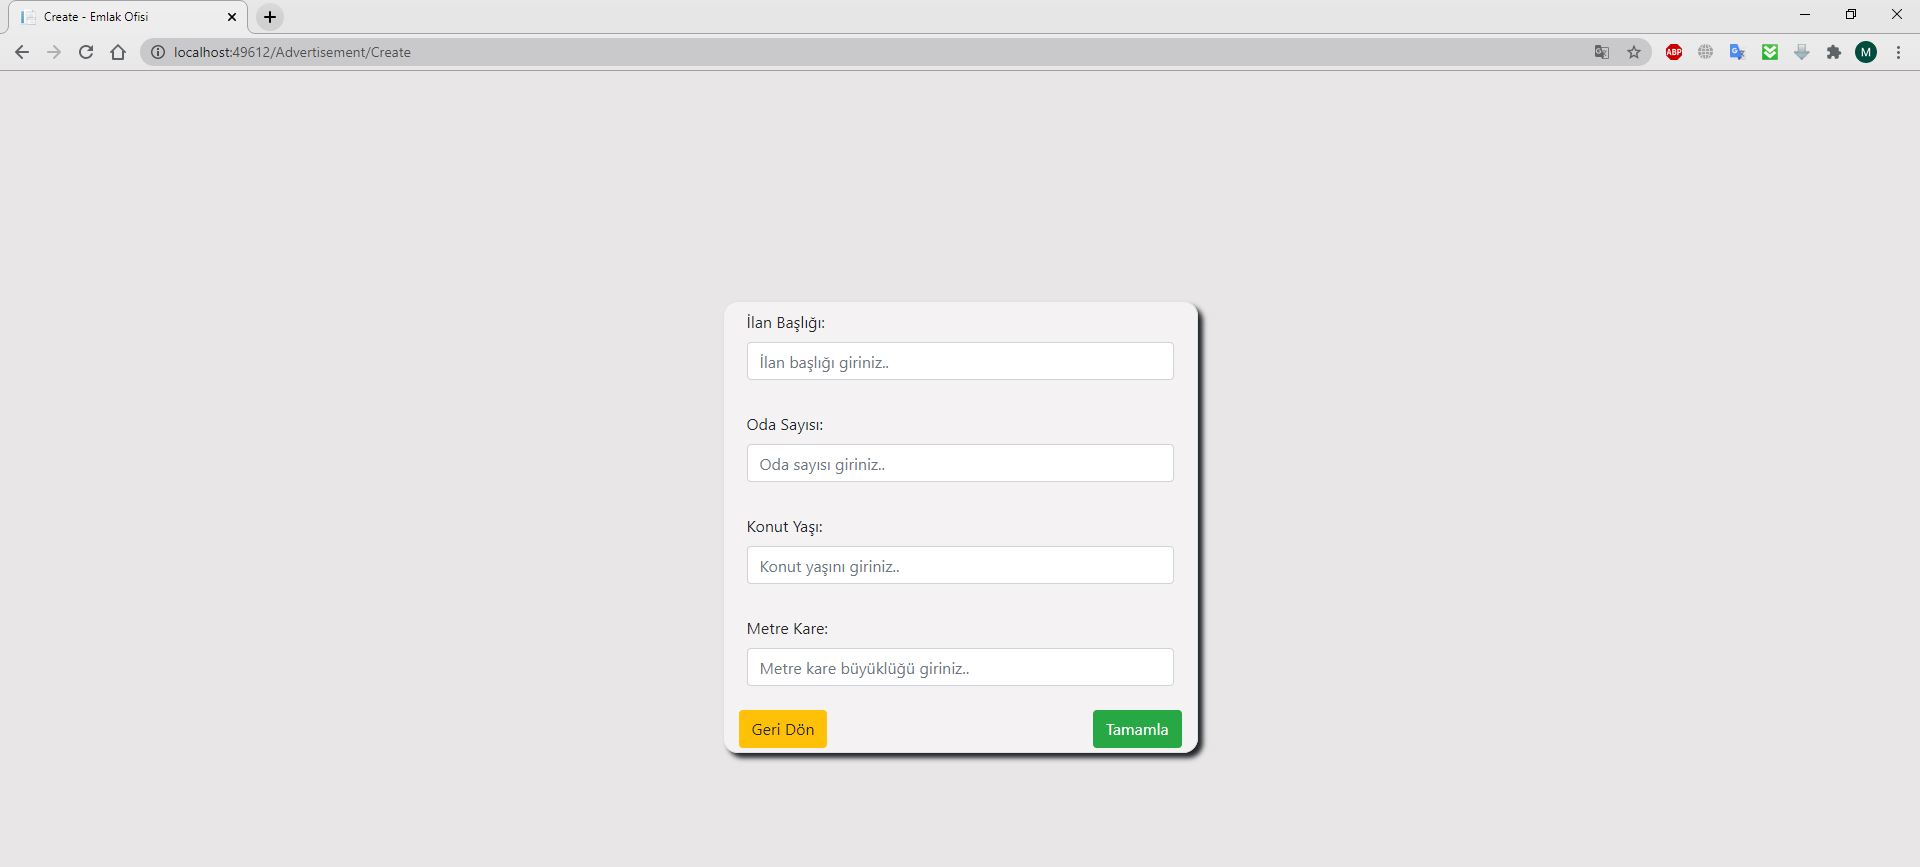 Create - Emlak Ofisi
localhost:49612/Advertisement/Create
ABP
M
İlan Başlığı:
İlan başlığı giriniz..
Oda Sayısı:
Oda sayısı giriniz..
Konut Yaşı:
Konut yaşını giriniz..
Metre Kare:
Metre kare büyüklüğü giriniz..
Geri Dön Tamamla